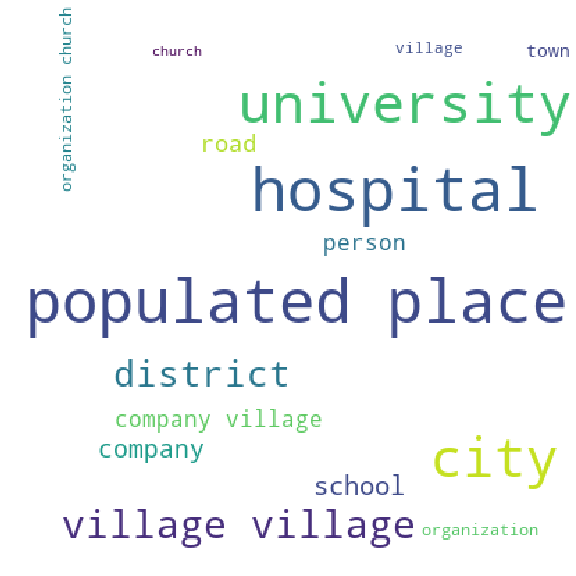 organization church
church
village
town
university
road
hospital
person
populated place
district
company village
company
city
school
village village
organization